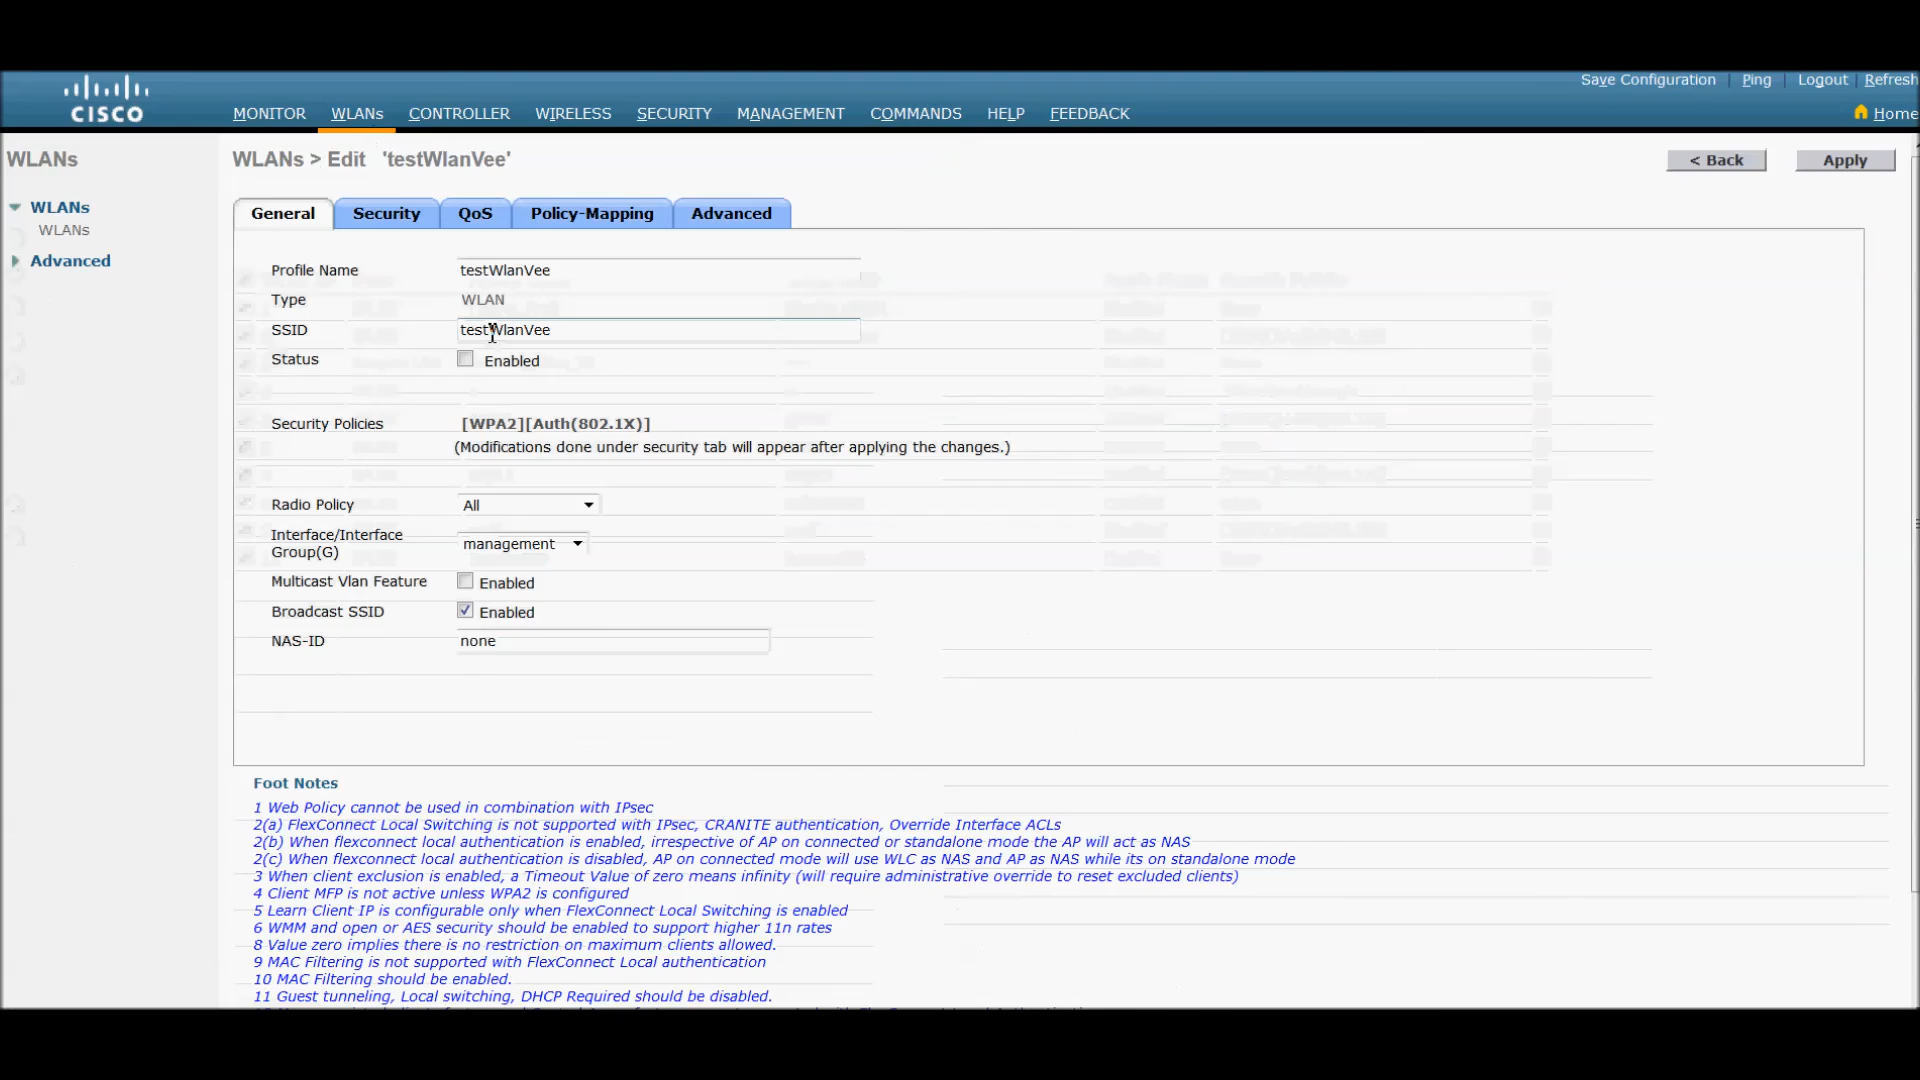 Save Configuration | Ping | Logout | Refresh
CISCO
MONITOR WLANs CONTROLLER WIRELESS SECURITY MANAGEMENT COMMANDS HELP FEEDBACK
Home
WLANs
WLANs > Edit 'testWlanVee'
< Back
Apply
WLANs
WLANs
Advanced
General Security QoS Policy-Mapping Advanced
Profile Name testWlanVee
Type WLAN
SSID testWlanVee
Status Enabled
Security Policies [WPA2][Auth(802.1X)]
(Modifications done under security tab will appear after applying the changes.)
Radio Policy All
Interface/Interface
Group(G) management
Multicast Vlan Feature Enabled
Broadcast SSID Enabled
NAS-ID none
Foot Notes
1 Web Policy cannot be used in combination with IPsec
2(a) FlexConnect Local Switching is not supported with IPsec, CRANITE authentication, Override Interface ACLs
2(b) When flexconnect local authentication is enabled, irrespective of AP on connected or standalone mode the AP will act as NAS
2(c) When flexconnect local authentication is disabled, AP on connected mode will use WLC as NAS and AP as NAS while its on standalone mode
3 When client exclusion is enabled, a Timeout Value of zero means infinity (will require administrative override to reset excluded clients)
4 Client MFP is not active unless WPA2 is configured
5 Learn Client IP is configurable only when FlexConnect Local Switching is enabled
6 WMM and open or AES security should be enabled to support higher 11n rates
8 Value zero implies there is no restriction on maximum clients allowed.
9 MAC Filtering is not supported with FlexConnect Local authentication
10 MAC Filtering should be enabled.
11 Guest tunneling, Local switching, DHCP Required should be disabled.